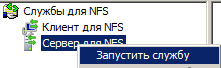 Службы для NFS
Клиент для NFS
Сервер для NFS
Запустить службу